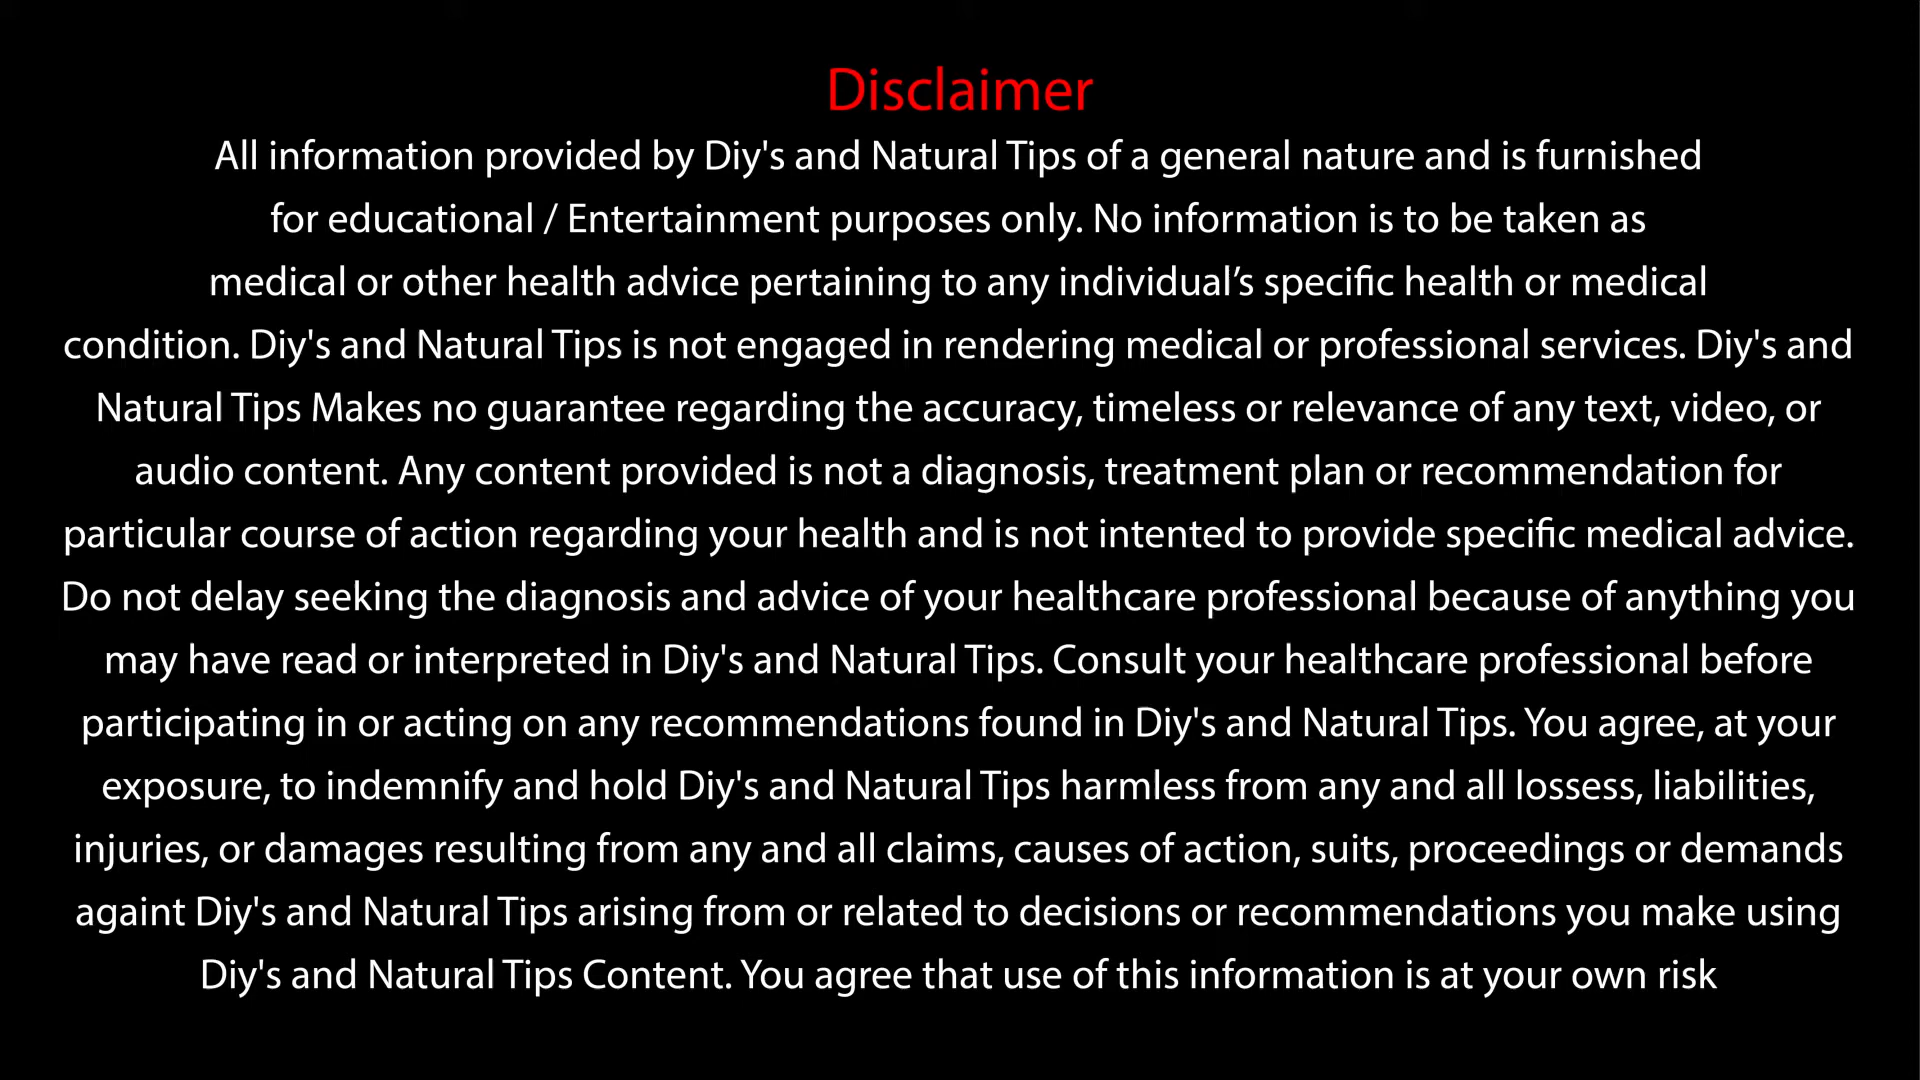 Disclaimer
All information provided by Diy's and Natural Tips of a general nature and is furnished
for educational / Entertainment purposes only. No information is to be taken as
medical or other health advice pertaining to any individual’s specific health or medical
condition. Diy's and Natural Tips is not engaged in rendering medical or professional services. Diy's and
Natural Tips Makes no guarantee regarding the accuracy, timeless or relevance of any text, video, or
audio content. Any content provided is not a diagnosis, treatment plan or recommendation for
particular course of action regarding your health and is not intented to provide specific medical advice.
Do not delay seeking the diagnosis and advice of your healthcare professional because of anything you
may have read or interpreted in Diy's and Natural Tips. Consult your healthcare professional before
participating in or acting on any recommendations found in Diy's and Natural Tips. You agree, at your
exposure, to indemnify and hold Diy's and Natural Tips harmless from any and all lossess, liabilities,
injuries, or damages resulting from any and all claims, causes of action, suits, proceedings or demands
againt Diy's and Natural Tips arising from or related to decisions or recommendations you make using
Diy's and Natural Tips Content. You agree that use of this information is at your own risk